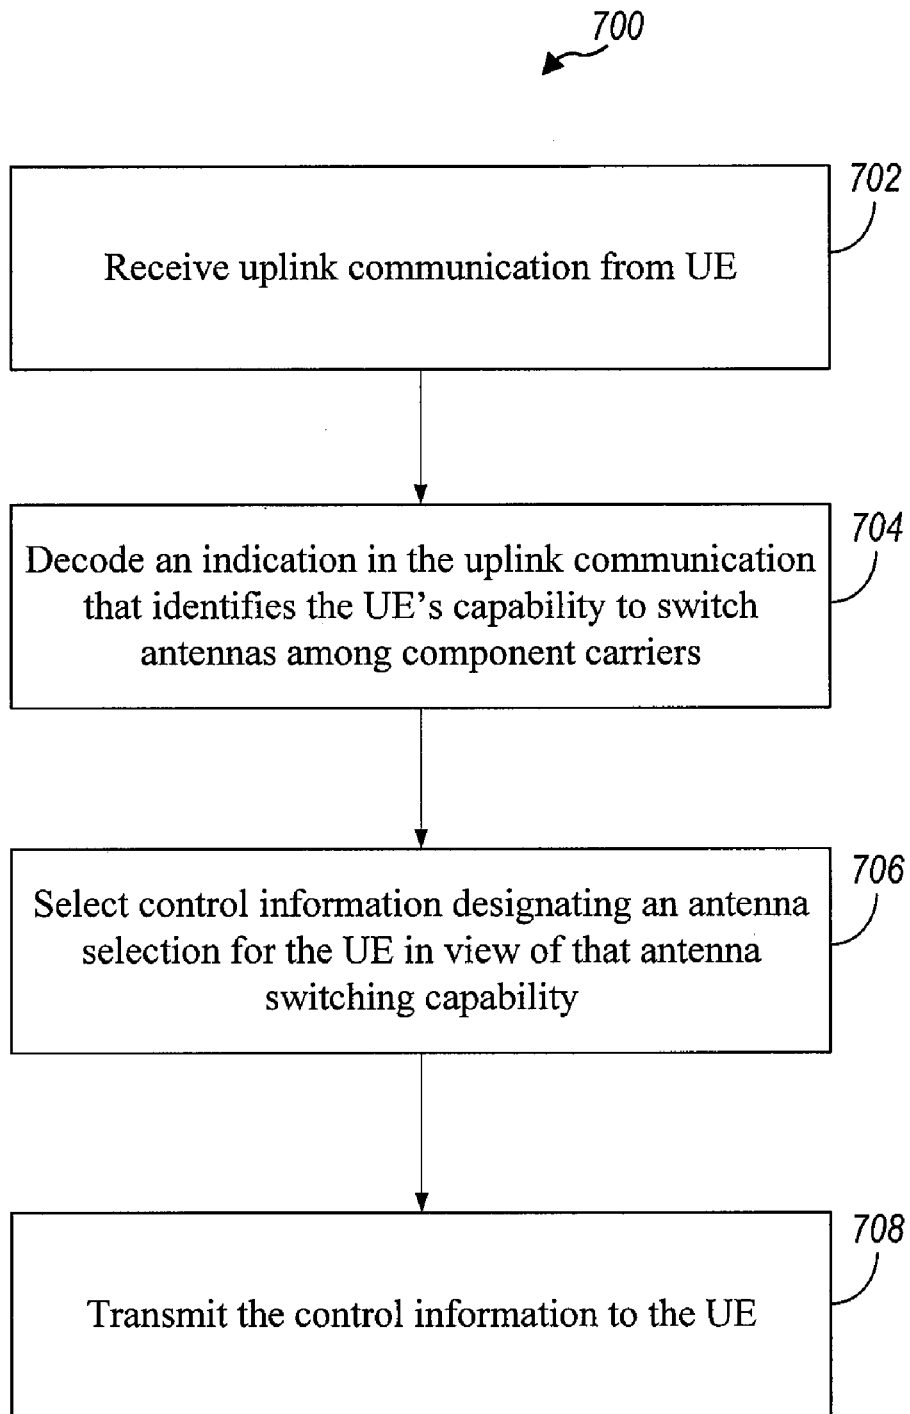 700
702
Receive uplink communication from UE
704
Decode an indication in the uplink communication
that identifies the UE’s capability to switch
antennas among component carriers
706
Select control information designating an antenna
selection for the UE in view of that antenna
switching capability
708
Transmit the control information to the UE